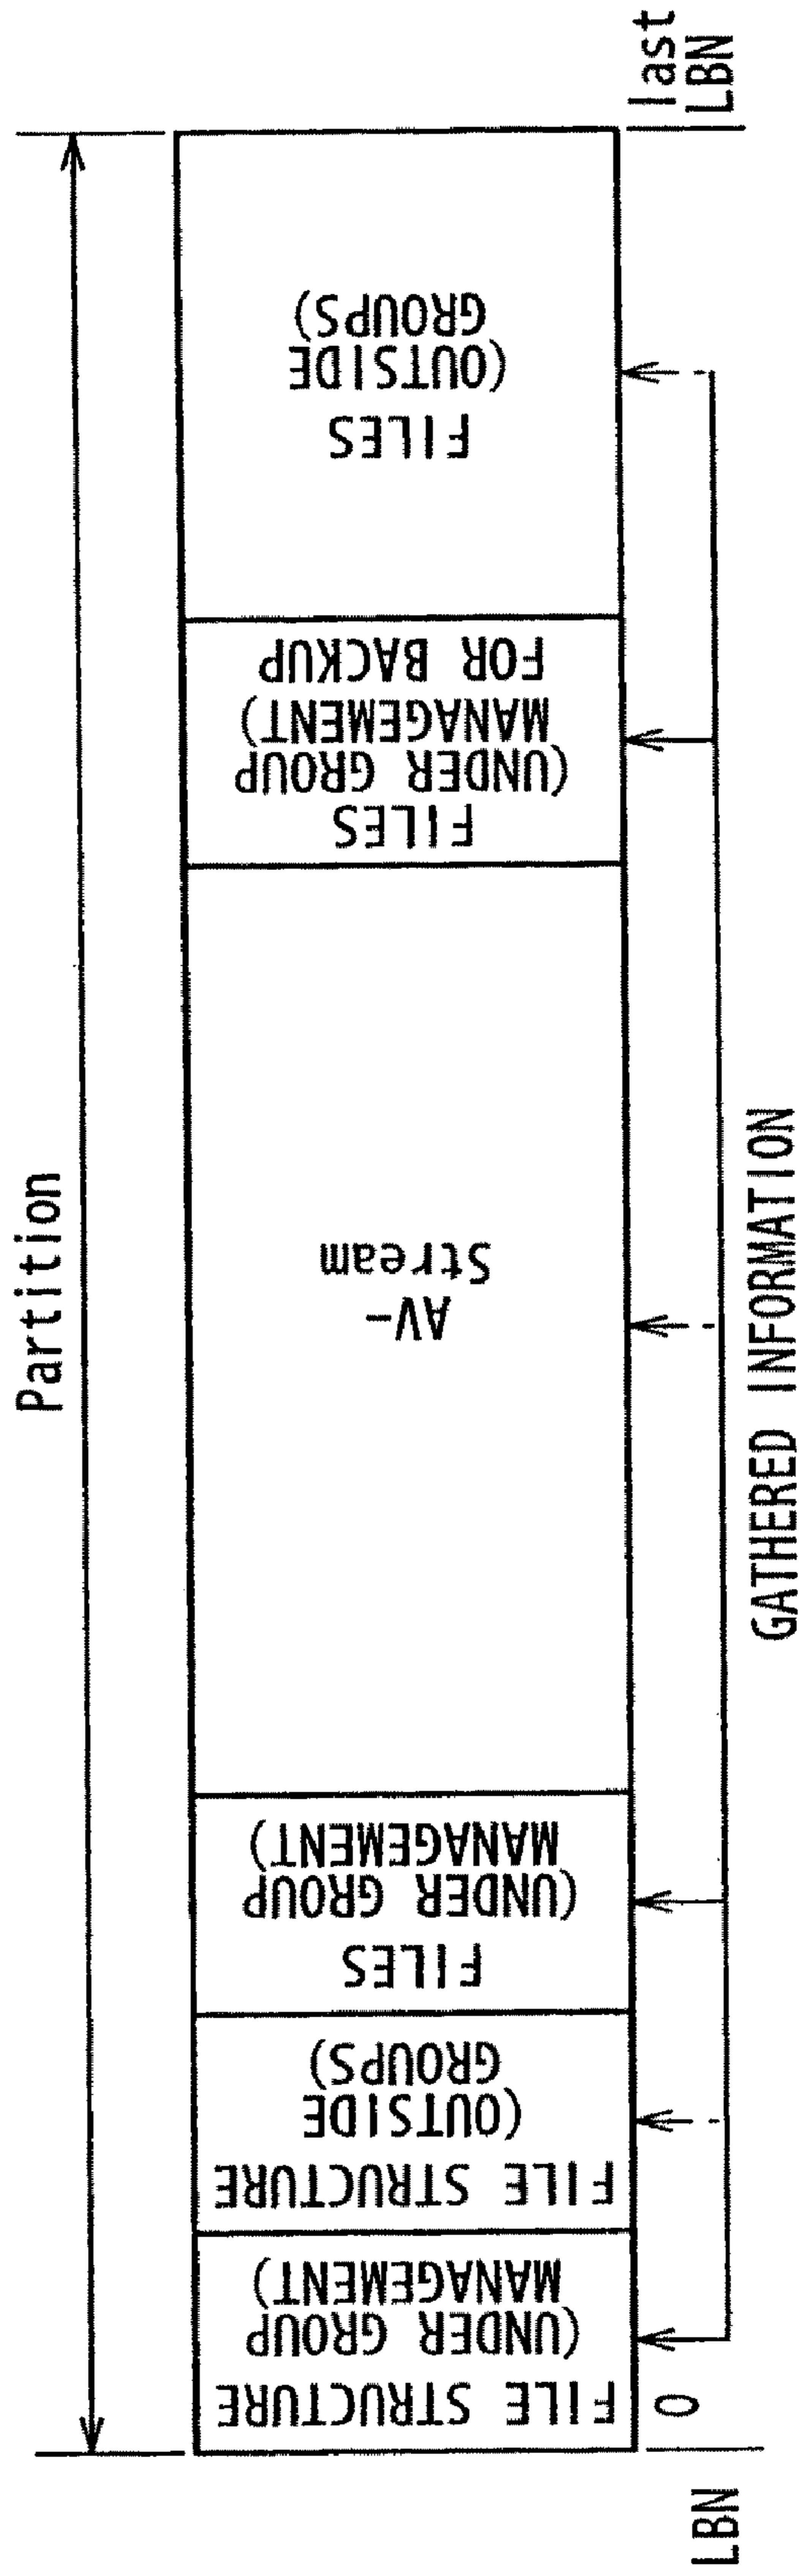 Partition
FILE STRUCTURE
(UNDER GROUP
MANAGEMENT)
FILE STRUCTURE
(OUTSIDE
GROUPS)
FILES
(UNDER GROUP
MANAGEMENT)
AV-
Stream
FILES
(UNDER GROUP
MANAGEMENT)
FOR BACKUP
FILES
(OUTSIDE
GROUPS)
LBN
0
last
LBN
GATHERED INFORMATION